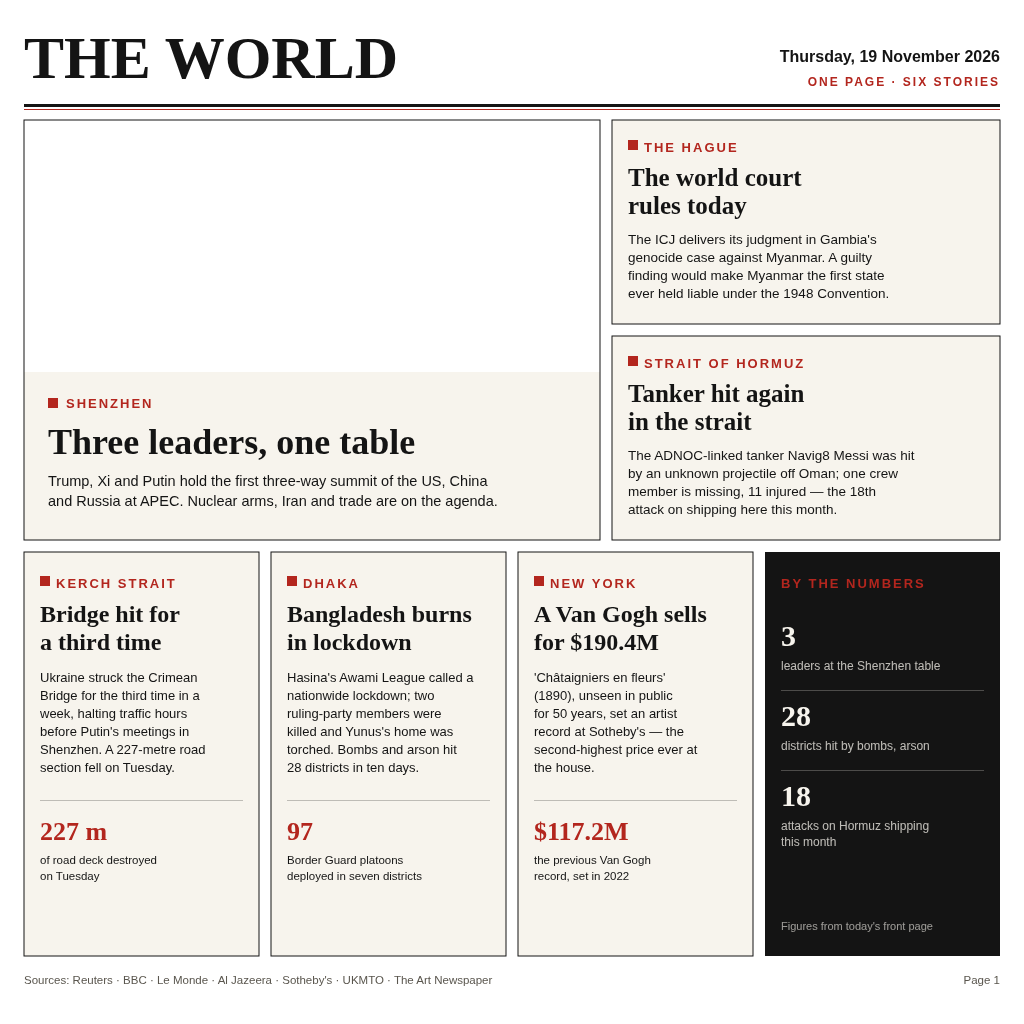 THE WORLD
Thursday, 19 November 2026
ONE PAGE · SIX STORIES
SHENZHEN
Three leaders, one table
Trump, Xi and Putin hold the first three-way summit of the US, China
and Russia at APEC. Nuclear arms, Iran and trade are on the agenda.
THE HAGUE
The world court
rules today
The ICJ delivers its judgment in Gambia's
genocide case against Myanmar. A guilty
finding would make Myanmar the first state
ever held liable under the 1948 Convention.
STRAIT OF HORMUZ
Tanker hit again
in the strait
The ADNOC-linked tanker Navig8 Messi was hit
by an unknown projectile off Oman; one crew
member is missing, 11 injured — the 18th
attack on shipping here this month.
KERCH STRAIT
Bridge hit for
a third time
Ukraine struck the Crimean
Bridge for the third time in a
week, halting traffic hours
before Putin's meetings in
Shenzhen. A 227-metre road
section fell on Tuesday.
227 m
of road deck destroyed
on Tuesday
DHAKA
Bangladesh burns
in lockdown
Hasina's Awami League called a
nationwide lockdown; two
ruling-party members were
killed and Yunus's home was
torched. Bombs and arson hit
28 districts in ten days.
97
Border Guard platoons
deployed in seven districts
NEW YORK
A Van Gogh sells
for $190.4M
'Châtaigniers en fleurs'
(1890), unseen in public
for 50 years, set an artist
record at Sotheby's — the
second-highest price ever at
the house.
$117.2M
the previous Van Gogh
record, set in 2022
BY THE NUMBERS
3
leaders at the Shenzhen table
28
districts hit by bombs, arson
18
attacks on Hormuz shipping
this month
Figures from today's front page
Sources: Reuters · BBC · Le Monde · Al Jazeera · Sotheby's · UKMTO · The Art Newspaper
Page 1